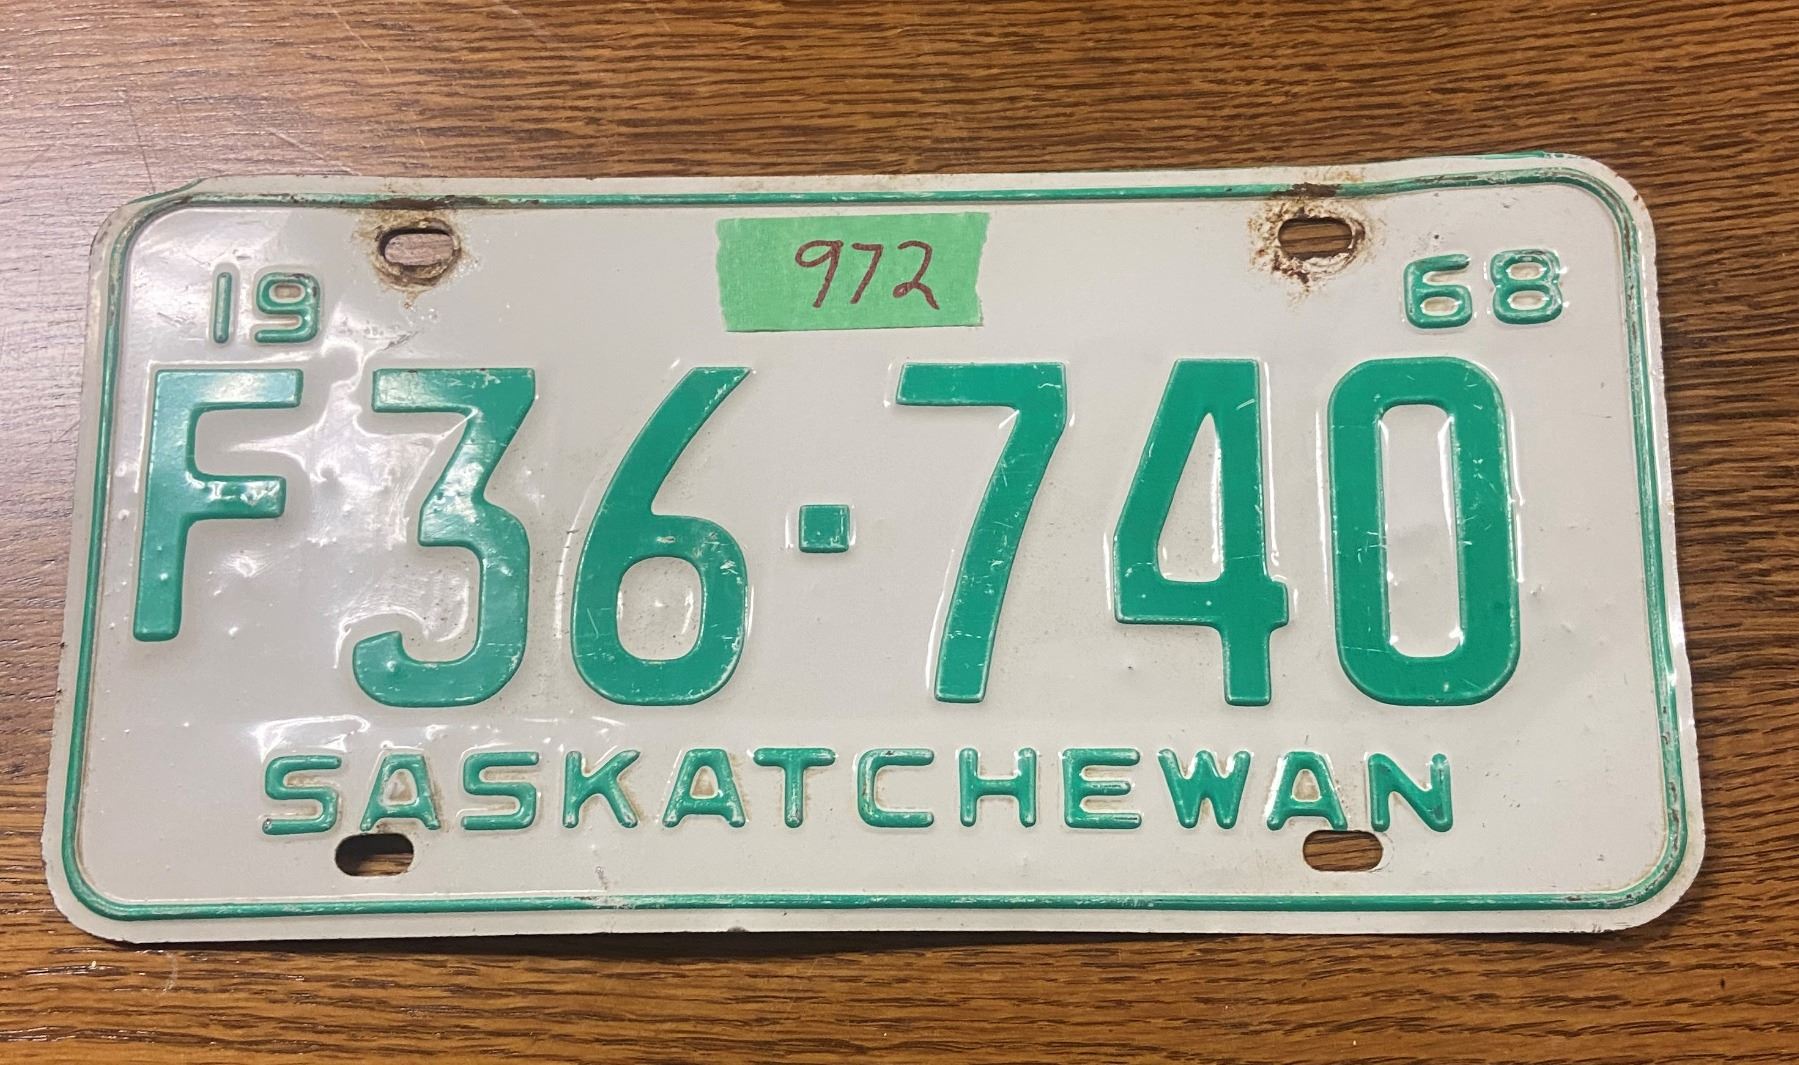 972
19 68
F36·740
SASKATCHEWAN